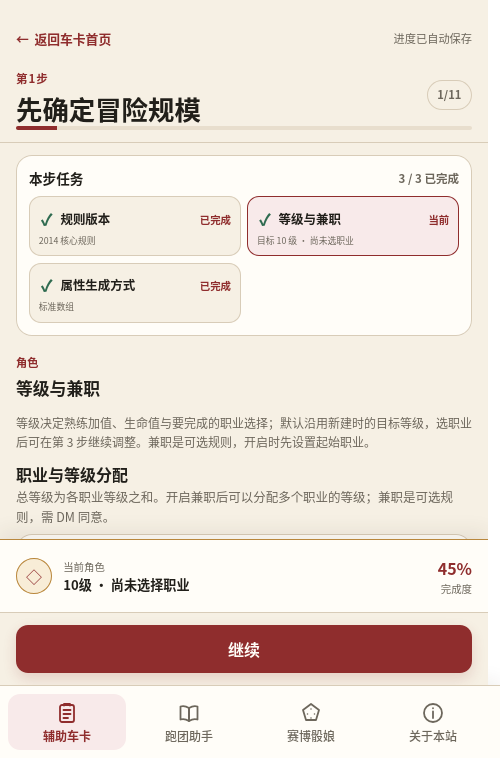 ← 返回车卡首页
进度已自动保存
第1步
先确定冒险规模
1/11
本步任务
3 / 3 已完成
规则版本
已完成
2014 核心规则
等级与兼职
当前
目标 10 级 · 尚未选职业
属性生成方式
已完成
标准数组
角色
等级与兼职
等级决定熟练加值、生命值与要完成的职业选择；默认沿用新建时的目标等级，选职业
后可在第 3 步继续调整。兼职是可选规则，开启时先设置起始职业。
职业与等级分配
总等级为各职业等级之和。开启兼职后可以分配多个职业的等级；兼职是可选规
则，需 DM 同意。
当前角色
10级 · 尚未选择职业
45%
完成度
继续
辅助车卡
跑团助手
赛博骰娘
关于本站